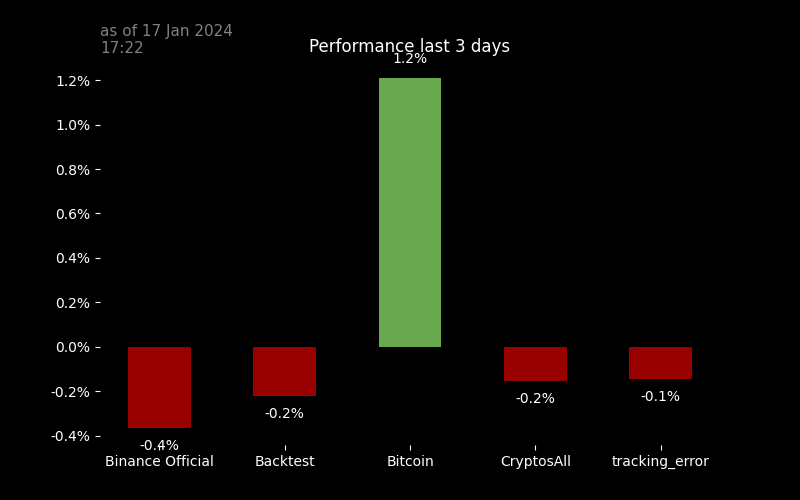 as of 17 Jan 2024
17:22
Performance last 3 days
1.2%
1.2%
1.0%
0.8%
0.6%
0.4%
0.2%
0.0%
-0.2%
-0.4%
-0.4%
-0.2%
-0.2%
-0.1%
Binance Official
Backtest
Bitcoin
CryptosAll
tracking_error